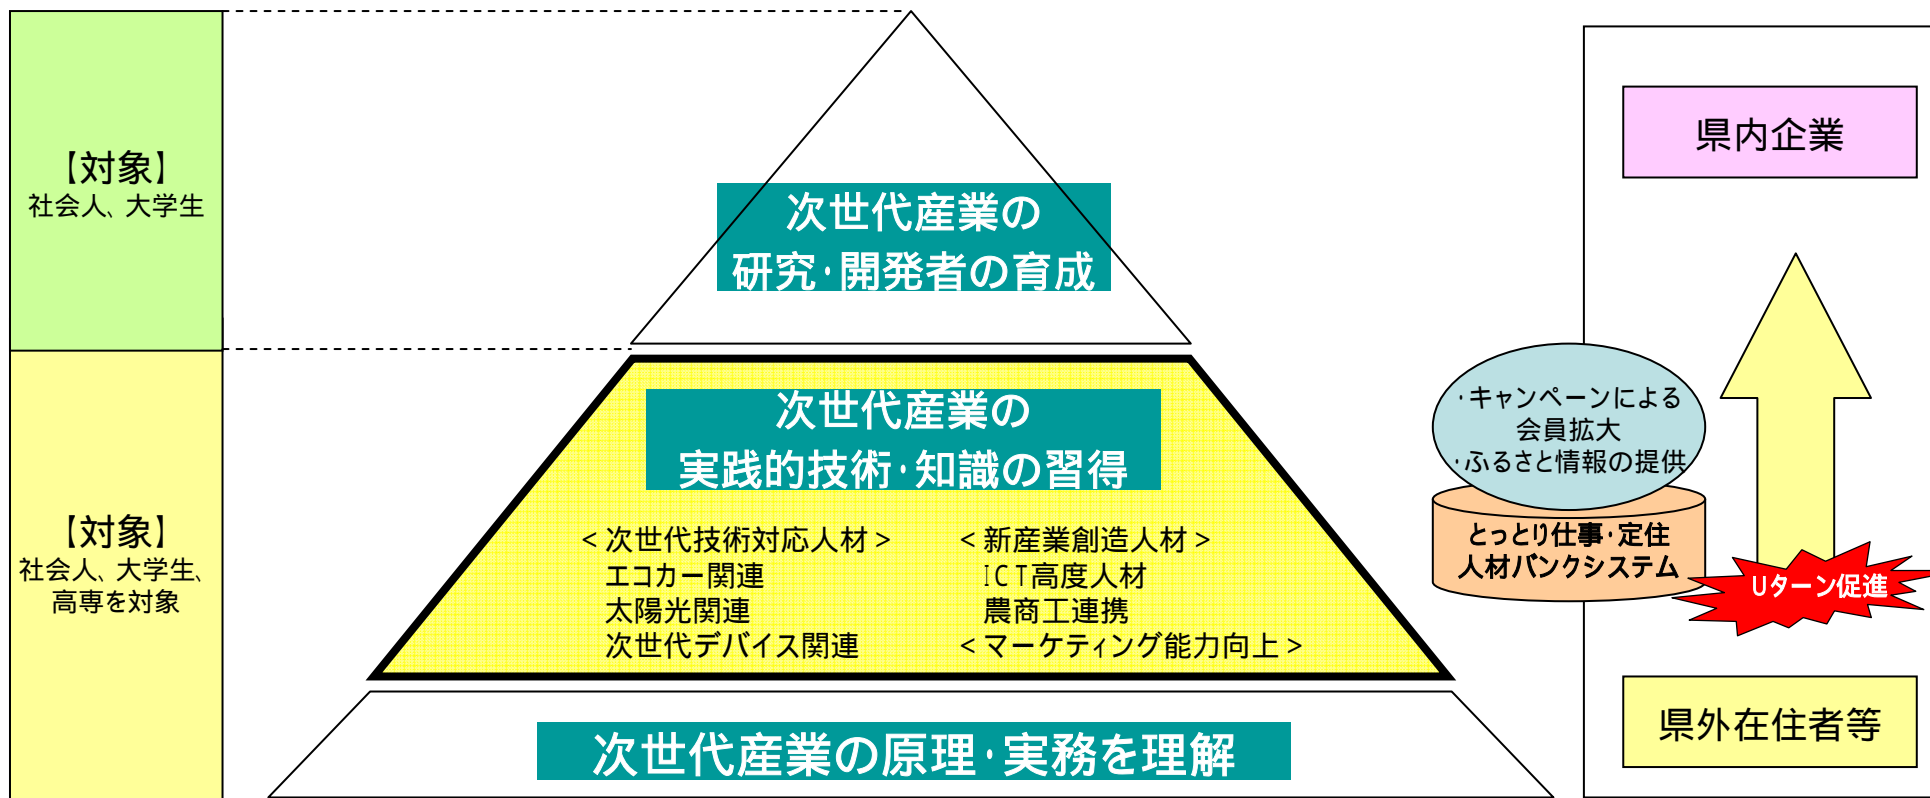 【対象】
社会人、大学生
【対象】
社会人、大学生、
高専を対象
次世代産業の
研究・開発者の育成
次世代産業の
実践的技術・知識の習得
<次世代技術対応人材>
エコカー関連
太陽光関連
次世代デバイス関連
<新産業創造人材>
ICT高度人材
農商工連携
<マーケティング能力向上>
次世代産業の原理・実務を理解
県内企業
・キャンペーンによる
会員拡大
・ふるさと情報の提供
とっとり仕事・定住
人材バンクシステム
Uターン促進
県外在住者等